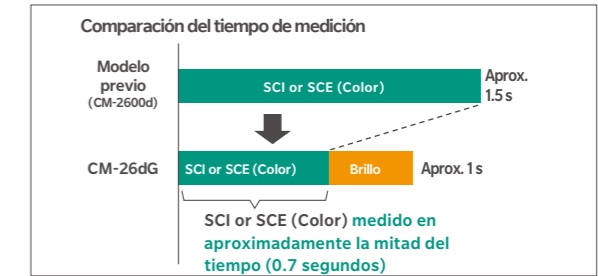 Comparación del tiempo de medición
Modelo
previo
(CM-2600d)
SCI or SCE (Color)
Aprox.
1.5 s
CM-26dG
SCI or SCE (Color)
Brillo
Aprox. 1 s
SCI or SCE (Color) medido en
aproximadamente la mitad del
tiempo (0.7 segundos)